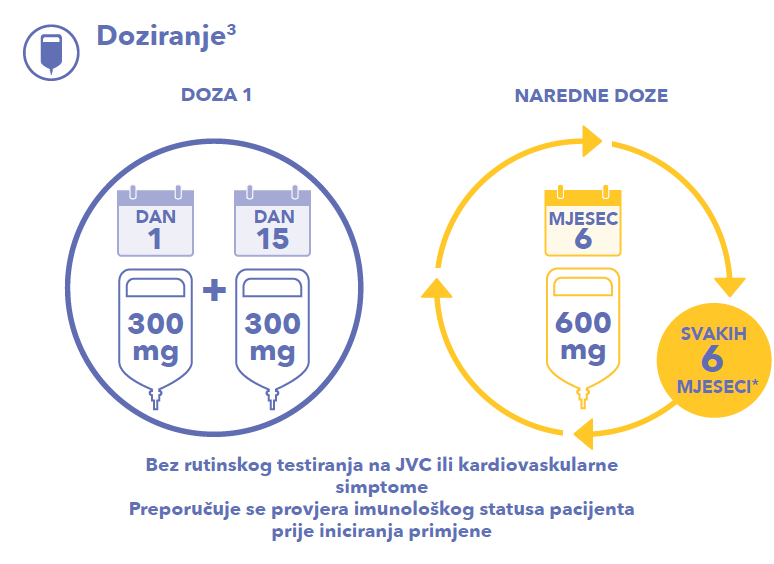 Doziranje³
DOZA 1
DAN
1
300
mg
+
DAN
15
300
mg
NAREDNE DOZE
MJESEC
6
600
mg
SVAKIH
6
MJESECI*
Bez rutinskog testiranja na JVC ili kardiovaskularne
simptome
Preporučuje se provjera imunološkog statusa pacijenta
prije iniciranja primjene